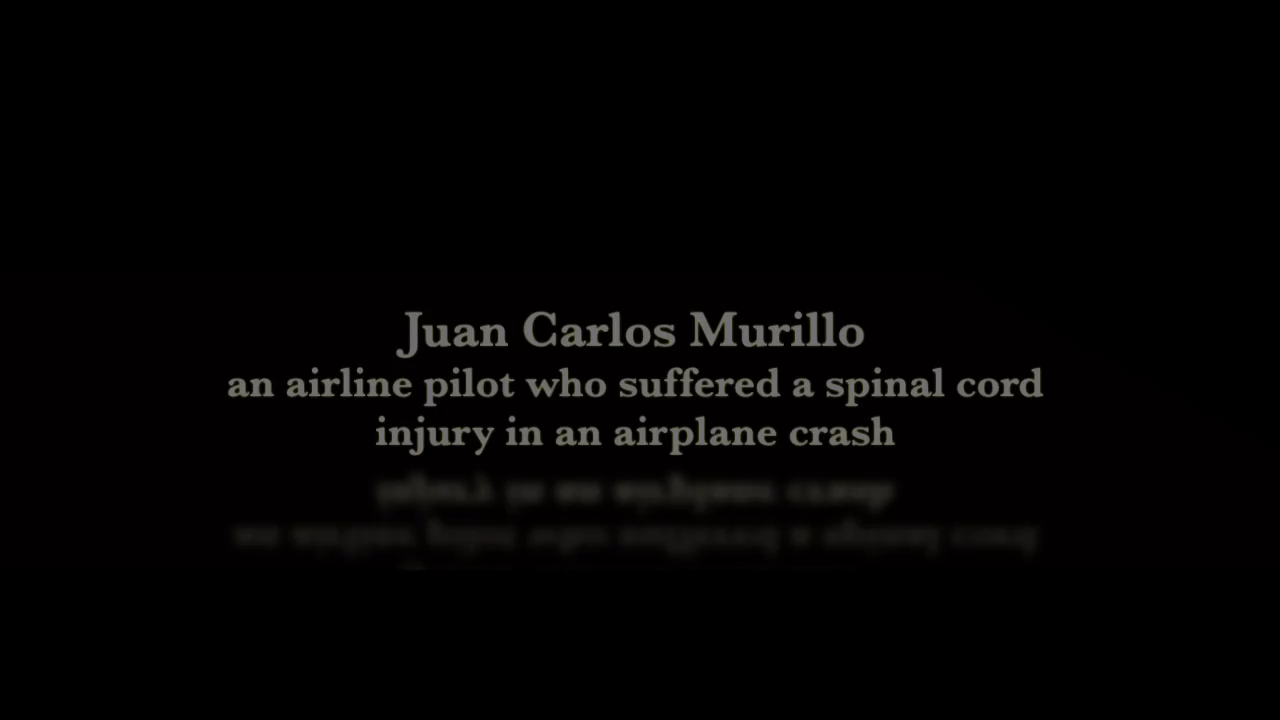 Juan Carlos Murillo
an airline pilot who suffered a spinal cord
injury in an airplane crash